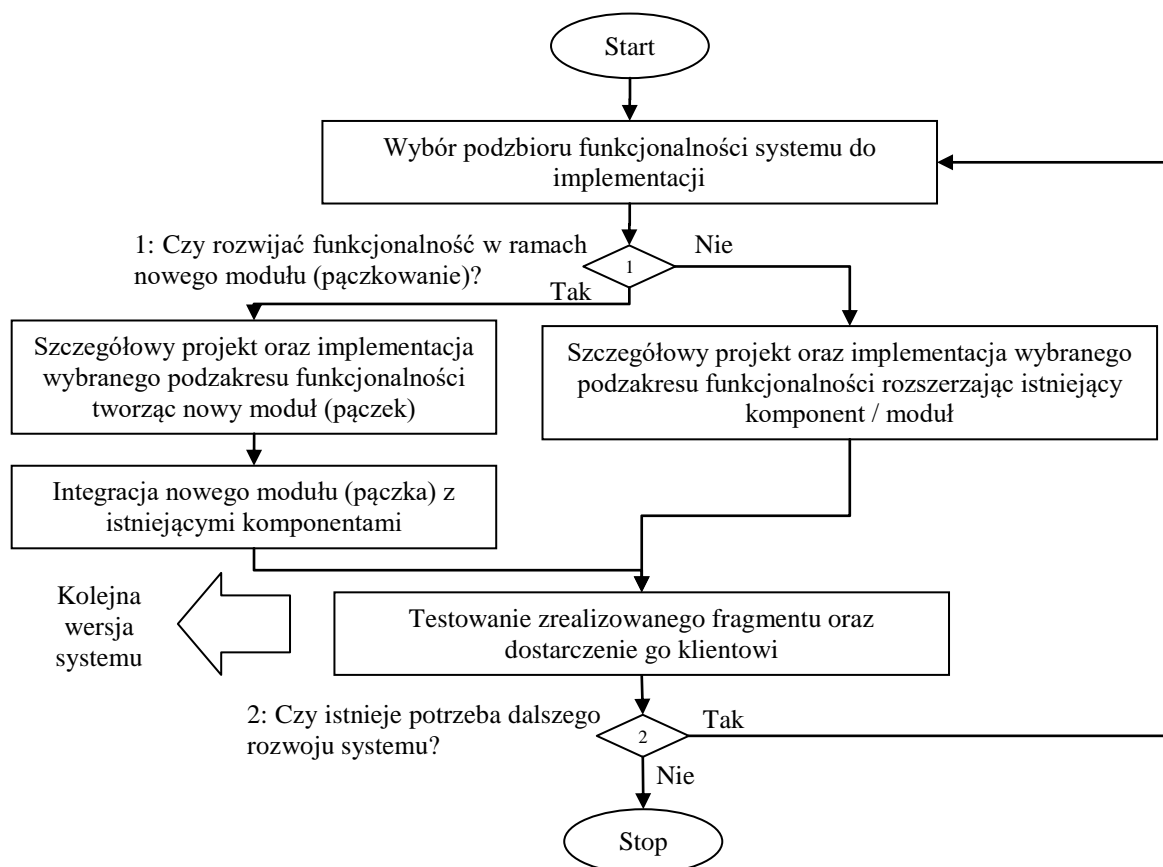 Start
Wybór podzbioru funkcjonalności systemu do
implementacji
1: Czy rozwijać funkcjonalność w ramach
nowego modułu (pączkowanie)?
1
Nie
Tak
Szczegółowy projekt oraz implementacja
wybranego podzakresu funkcjonalności
tworząc nowy moduł (pączek)
Szczegółowy projekt oraz implementacja wybranego
podzakresu funkcjonalności rozszerzając istniejący
komponent / moduł
Integracja nowego modułu (pączka) z
istniejącymi komponentami
Kolejna
wersja
systemu
Testowanie zrealizowanego fragmentu oraz
dostarczenie go klientowi
2: Czy istnieje potrzeba dalszego
rozwoju systemu?
2
Tak
Nie
Stop